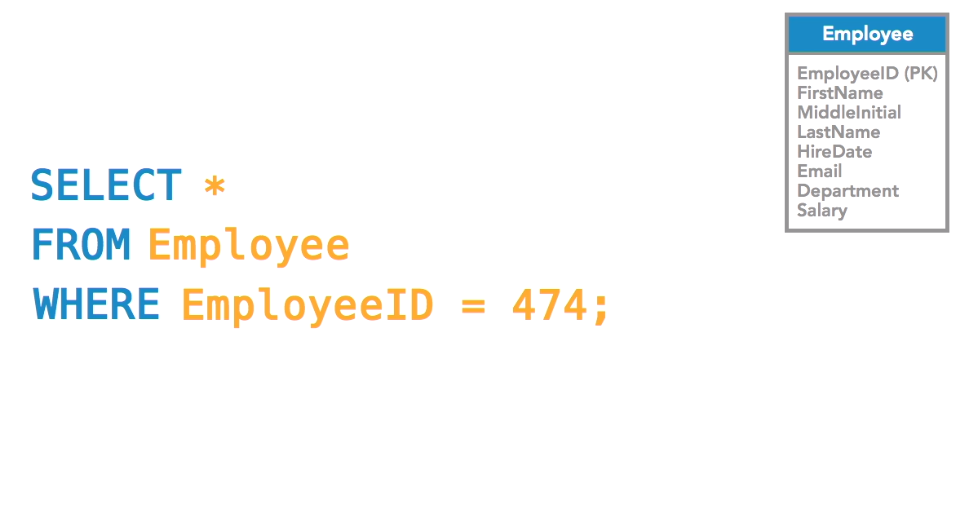 Employee
EmployeeID (PK)
FirstName
MiddleInitial
LastName
HireDate
Email
Department
Salary
SELECT *
FROM Employee
WHERE EmployeeID = 474;